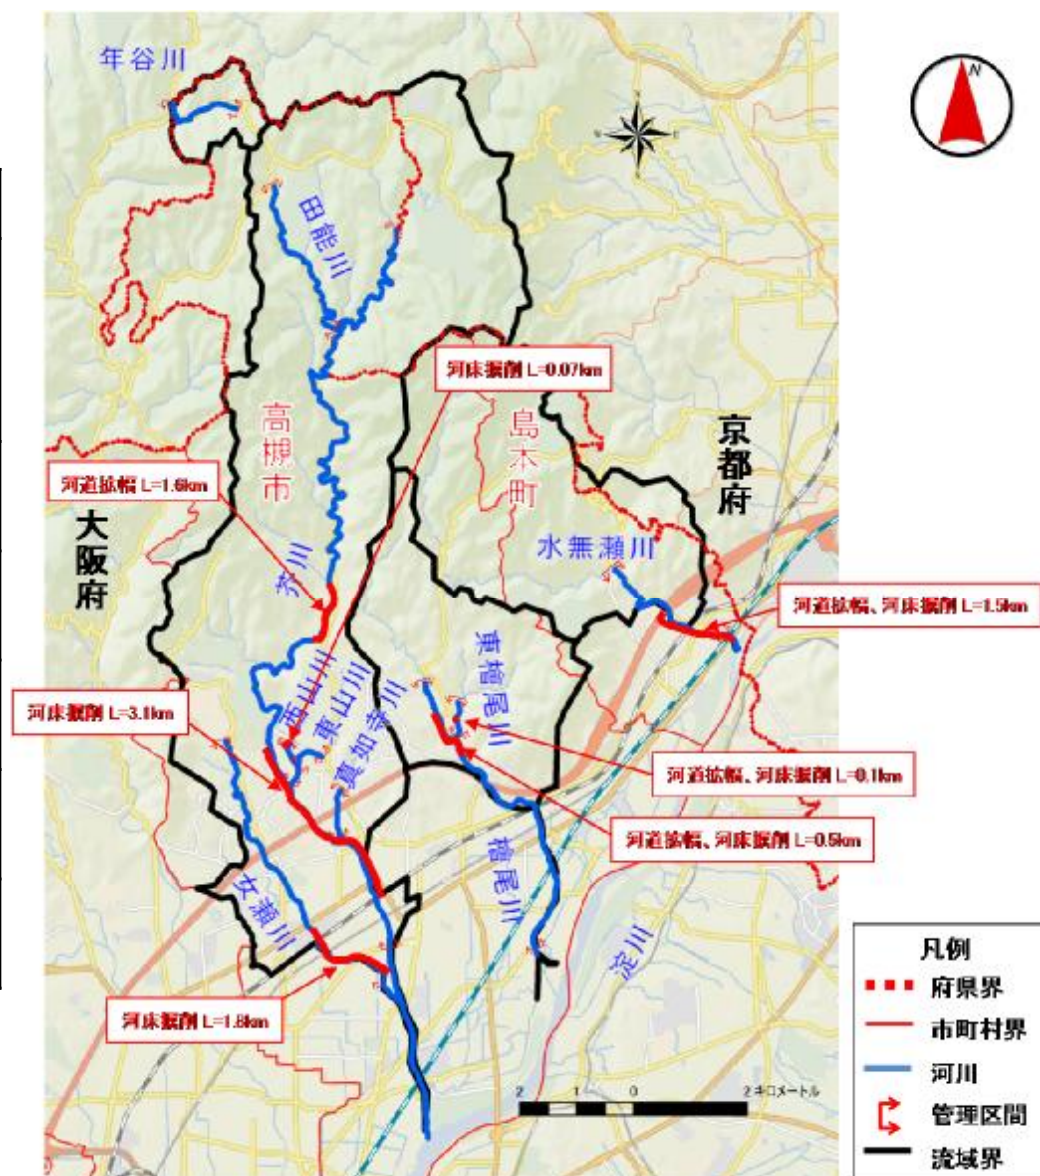 年谷川
N
田能川
河床掘削 L=0.07km
高槻市
島本町
京都府
河道拡幅 L=1.6km
大阪府
水無瀬川
芥川
河道拡幅、河床掘削 L=1.5km
西山川
東山川
真如寺川
東檜尾川
河床掘削 L=3.1km
河道拡幅、河床掘削 L=0.1km
河道拡幅、河床掘削 L=0.5km
檜尾川
女瀬川
淀川
河床掘削 L=1.8km
2 1 0 2 キロメートル
凡例
府県界
市町村界
河川
管理区間
流域界